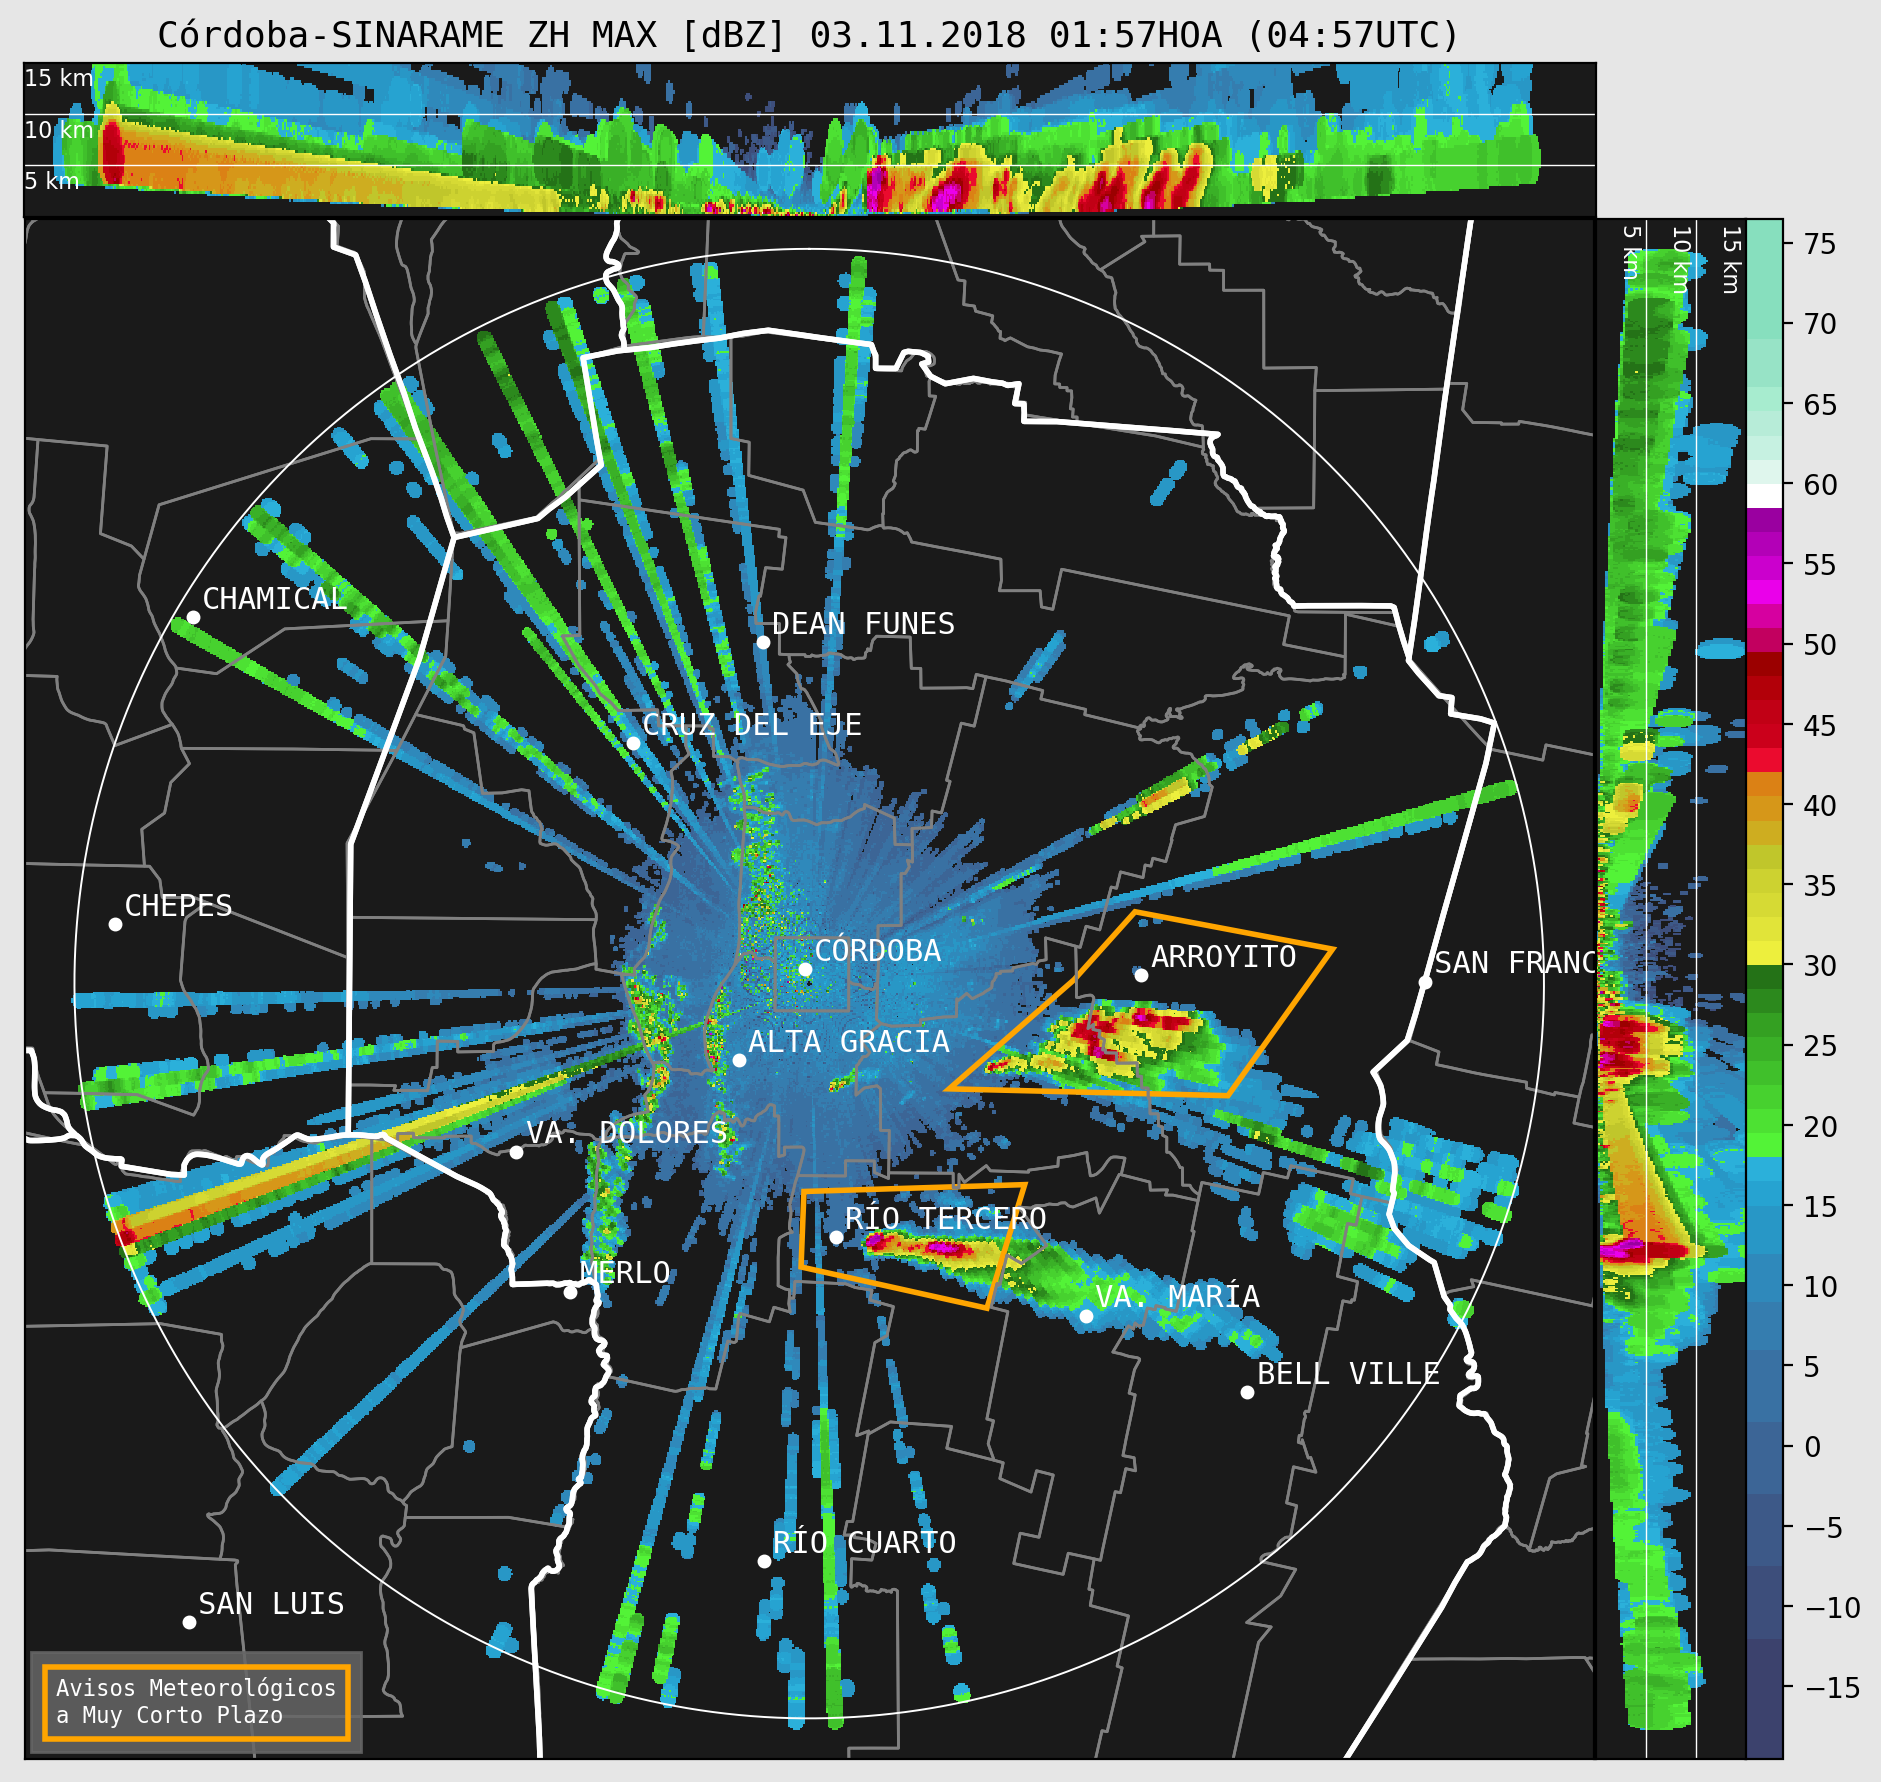 Córdoba-SINARAME ZH MAX [dBZ] 03.11.2018 01:57HOA (04:57UTC)
15 km
10 km
5 km
5 km
10 km
15 km
75
70
65
60
55
50
45
40
35
30
25
20
15
10
5
0
−5
−10
−15
CHAMICAL
DEAN FUNES
CRUZ DEL EJE
CHEPES
CÓRDOBA
ARROYITO
SAN FRANC
ALTA GRACIA
VA. DOLORES
RÍO TERCERO
MERLO
VA. MARÍA
BELL VILLE
RÍO CUARTO
SAN LUIS
Avisos Meteorológicos
a Muy Corto Plazo